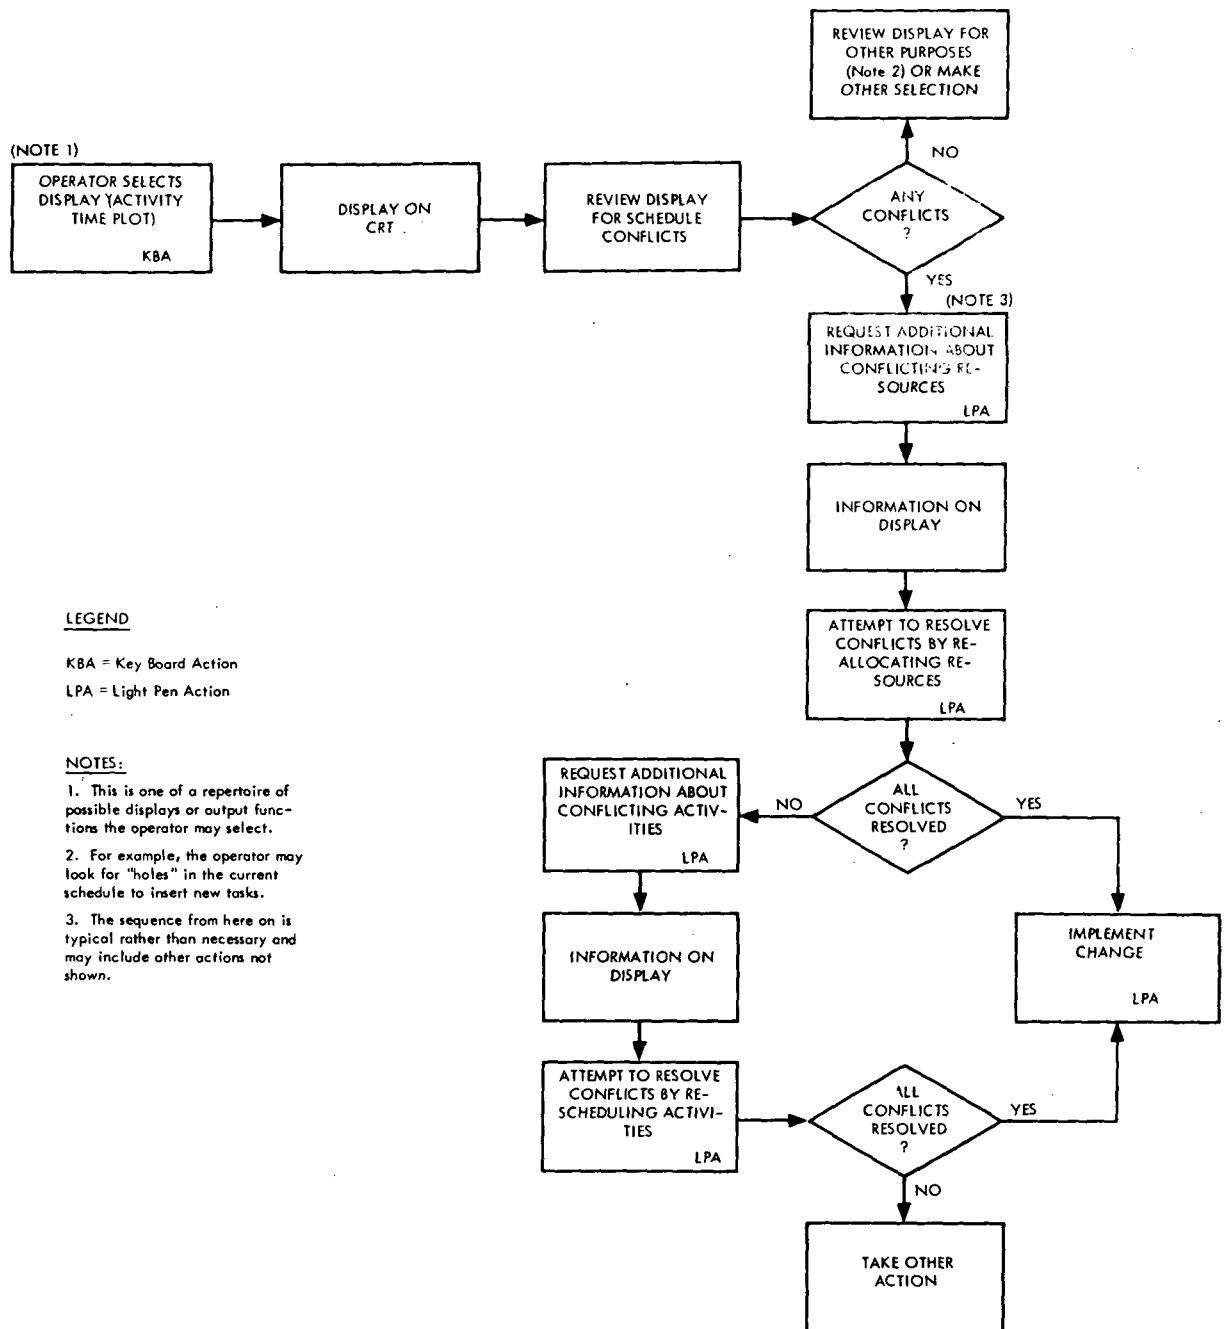 REVIEW DISPLAY FOR
OTHER PURPOSES
(Note 2) OR MAKE
OTHER SELECTION
NO
(NOTE 1)
OPERATOR SELECTS
DISPLAY (ACTIVITY
TIME PLOT)
KBA
DISPLAY ON
CRT
REVIEW DISPLAY
FOR SCHEDULE
CONFLICTS
ANY
CONFLICTS
?
YES
(NOTE 3)
REQUEST ADDITIONAL
INFORMATION ABOUT
CONFLICTING RE-
SOURCES
LPA
INFORMATION ON
DISPLAY
ATTEMPT TO RESOLVE
CONFLICTS BY RE-
ALLOCATING RE-
SOURCES
LPA
LEGEND
KBA = Key Board Action
LPA = Light Pen Action
NOTES:
1. This is one of a repertoire of
possible displays or output func-
tions the operator may select.
2. For example, the operator may
look for "holes" in the current
schedule to insert new tasks.
3. The sequence from here on is
typical rather than necessary and
may include other actions not
shown.
ALL
CONFLICTS
RESOLVED
?
NO
YES
REQUEST ADDITIONAL
INFORMATION ABOUT
CONFLICTING ACTIV-
ITIES
LPA
INFORMATION ON
DISPLAY
IMPLEMENT
CHANGE
LPA
ATTEMPT TO RESOLVE
CONFLICTS BY RE-
SCHEDULING ACTIVI-
TIES
LPA
ALL
CONFLICTS
RESOLVED
?
YES
NO
TAKE OTHER
ACTION